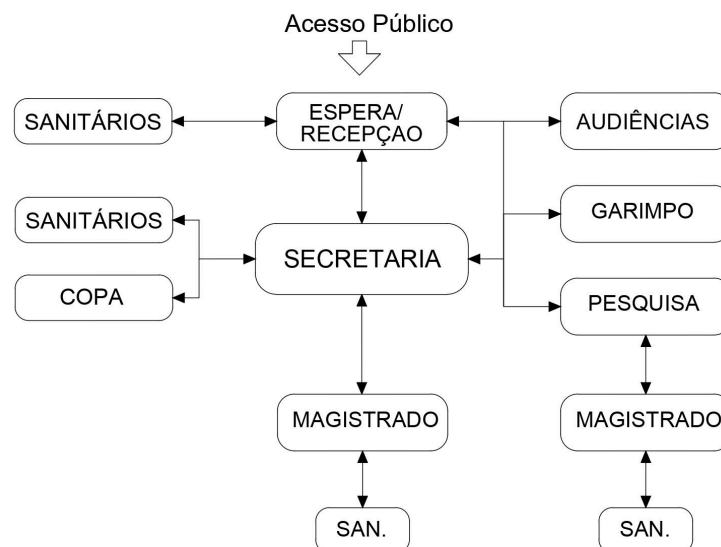 Acesso Público
SANITÁRIOS
ESPERA/
RECEPÇAO
AUDIÊNCIAS
SANITÁRIOS
GARIMPO
SECRETARIA
COPA
PESQUISA
MAGISTRADO
MAGISTRADO
SAN.
SAN.